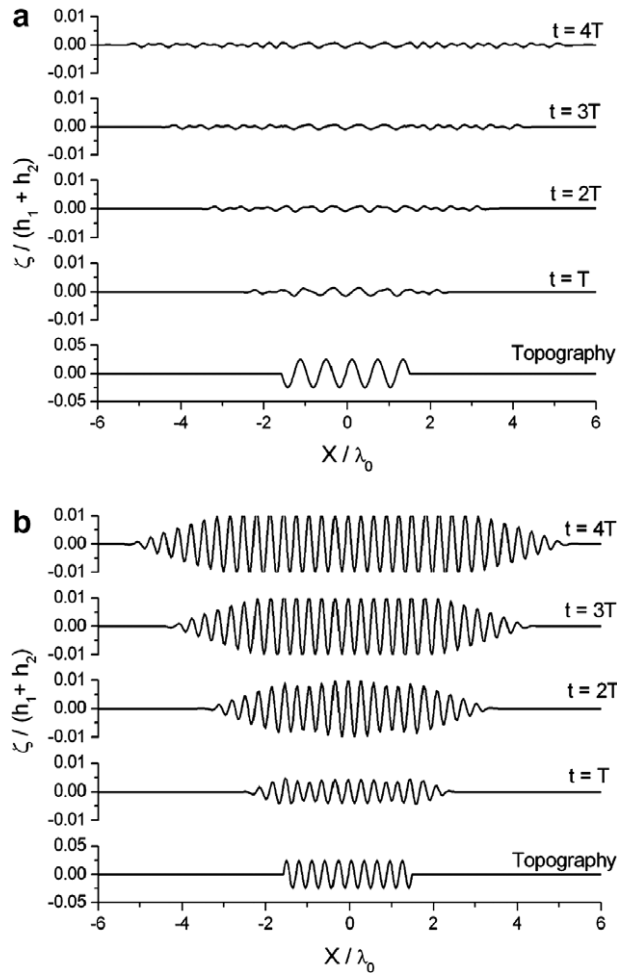 a
0.01
0.00
-0.01
t = 4T
0.01
0.00
-0.01
t = 3T
0.01
0.00
-0.01
t = 2T
0.01
0.00
-0.01
t = T
0.05
0.00
-0.05
Topography
ζ / (h1 + h2)
-6 -4 -2 0 2 4 6
X / λ0
b
0.01
0.00
-0.01
t = 4T
0.01
0.00
-0.01
t = 3T
0.01
0.00
-0.01
t = 2T
0.01
0.00
-0.01
t = T
0.05
0.00
-0.05
Topography
ζ / (h1 + h2)
-6 -4 -2 0 2 4 6
X / λ0